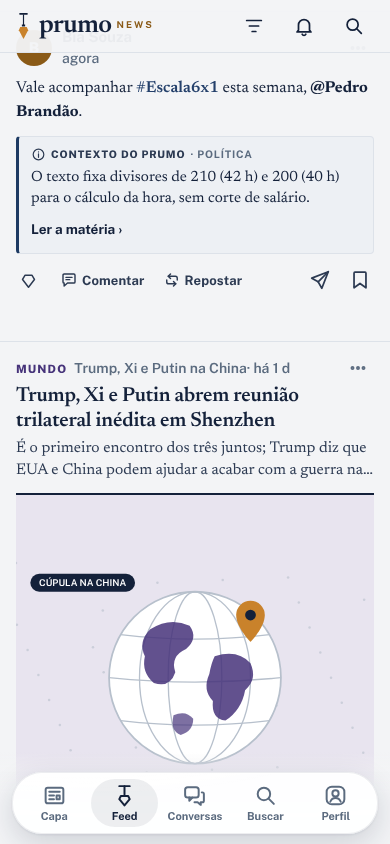 prumo NEWS
agora
Vale acompanhar #Escala6x1 esta semana, @Pedro
Brandão.
CONTEXTO DO PRUMO · POLÍTICA
O texto fixa divisores de 210 (42 h) e 200 (40 h)
para o cálculo da hora, sem corte de salário.
Ler a matéria ›
Comentar
Repostar
MUNDO Trump, Xi e Putin na China· há 1 d
Trump, Xi e Putin abrem reunião
trilateral inédita em Shenzhen
É o primeiro encontro dos três juntos; Trump diz que
EUA e China podem ajudar a acabar com a guerra na…
CÚPULA NA CHINA
Capa
Feed
Conversas
Buscar
Perfil